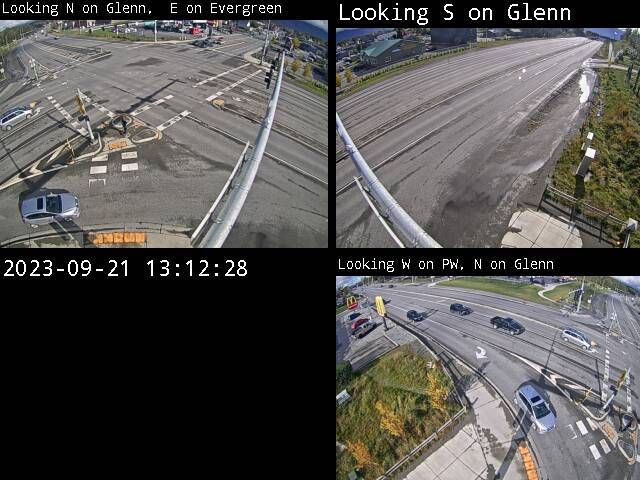 Looking N on Glenn, E on Evergreen
Looking S on Glenn
2023-09-21 13:12:28
Looking W on PW, N on Glenn